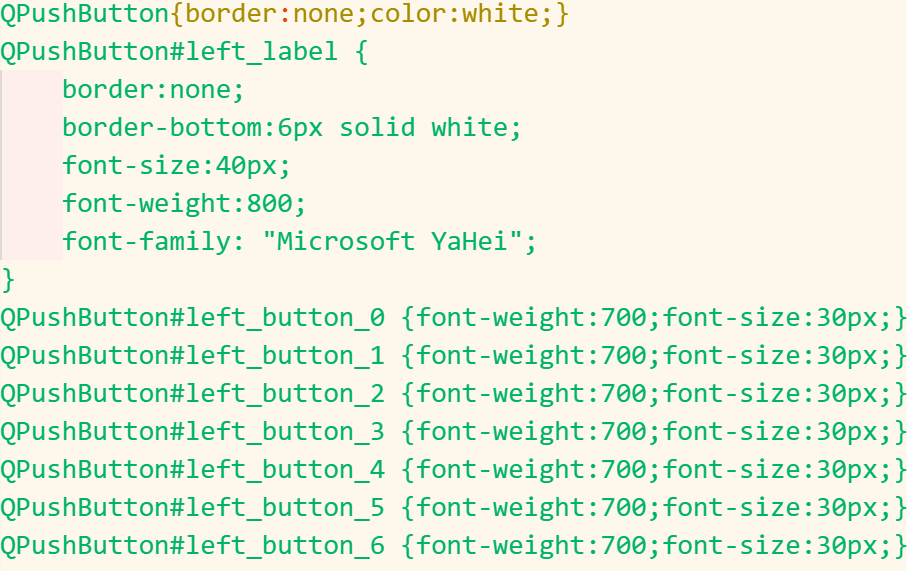 QPushButton{border:none;color:white;}
QPushButton#left_label {
    border:none;
    border-bottom:6px solid white;
    font-size:40px;
    font-weight:800;
    font-family: "Microsoft YaHei";
}
QPushButton#left_button_0 {font-weight:700;font-size:30px;}
QPushButton#left_button_1 {font-weight:700;font-size:30px;}
QPushButton#left_button_2 {font-weight:700;font-size:30px;}
QPushButton#left_button_3 {font-weight:700;font-size:30px;}
QPushButton#left_button_4 {font-weight:700;font-size:30px;}
QPushButton#left_button_5 {font-weight:700;font-size:30px;}
QPushButton#left_button_6 {font-weight:700;font-size:30px;}